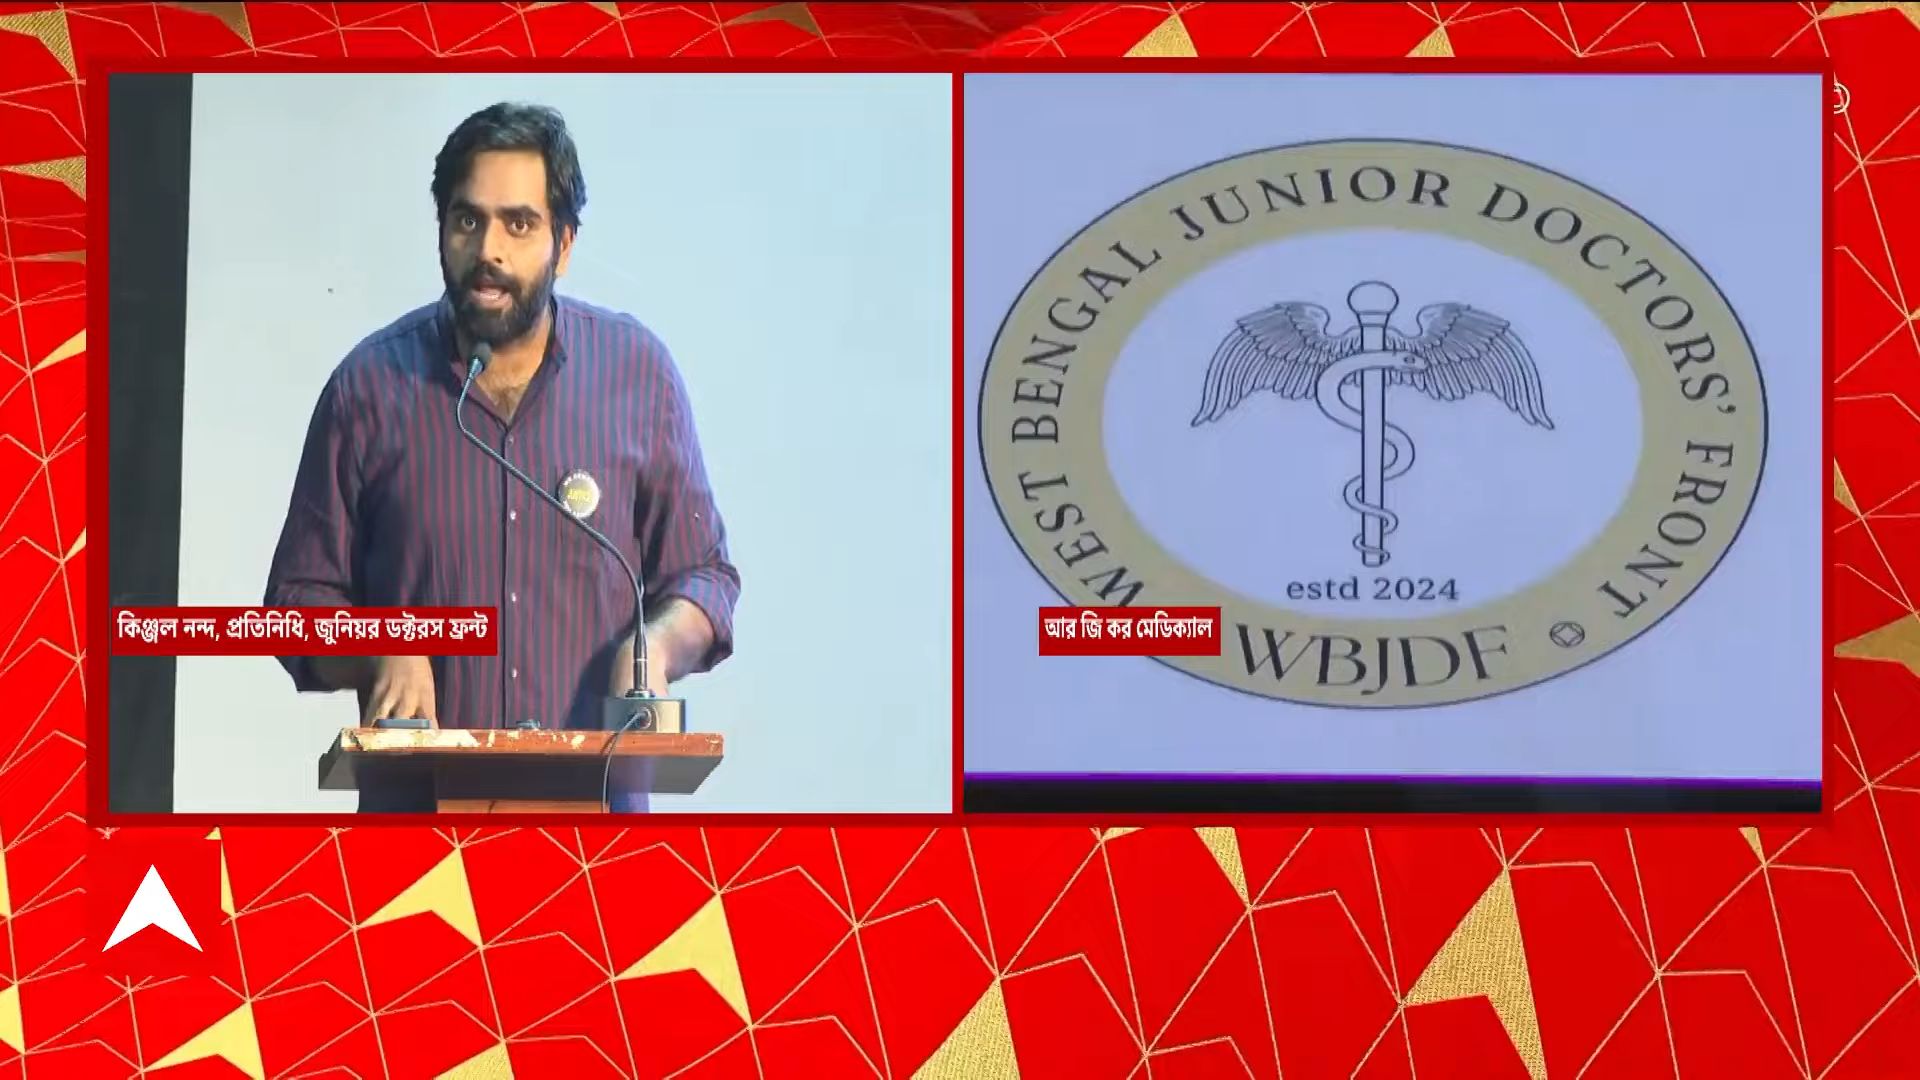 WEST BENGAL JUNIOR DOCTORS' FRONT
estd 2024
WBJDF
কিঞ্জল নন্দ, প্রতিনিধি, জুনিয়র ডক্টরস ফ্রন্ট
আর জি কর মেডিক্যাল